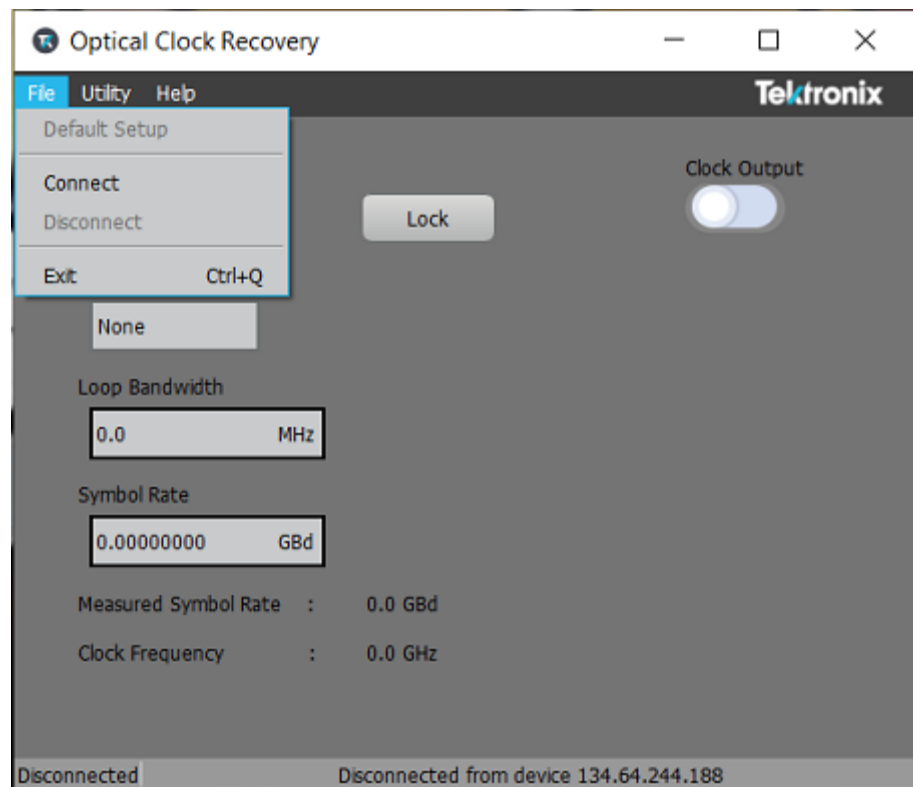 Optical Clock Recovery
File Utility Help Tektronix
Default Setup
Connect
Disconnect
Exit Ctrl+Q
Clock Output
Lock
None
Loop Bandwidth
0.0 MHz
Symbol Rate
0.00000000 GBd
Measured Symbol Rate : 0.0 GBd
Clock Frequency : 0.0 GHz
Disconnected Disconnected from device 134.64.244.188